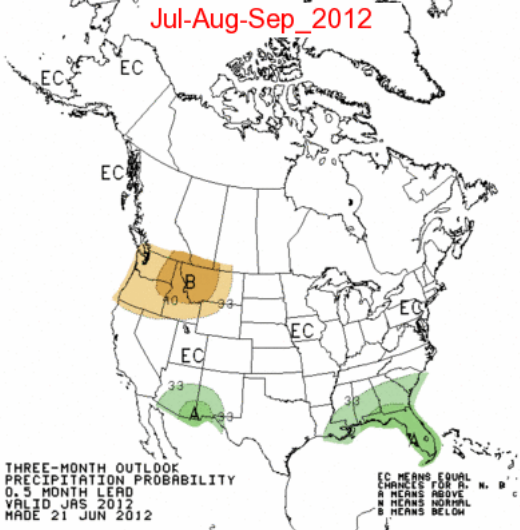 Jul-Aug-Sep_2012
EC
EC
EC
B
40
33
EC
EC
EC
33
A
33
33
A
THREE-MONTH OUTLOOK
PRECIPITATION PROBABILITY
0.5 MONTH LEAD
VALID JAS 2012
MADE 21 JUN 2012
EC MEANS EQUAL
CHANCES FOR A, N, B
A MEANS ABOVE
N MEANS NORMAL
B MEANS BELOW